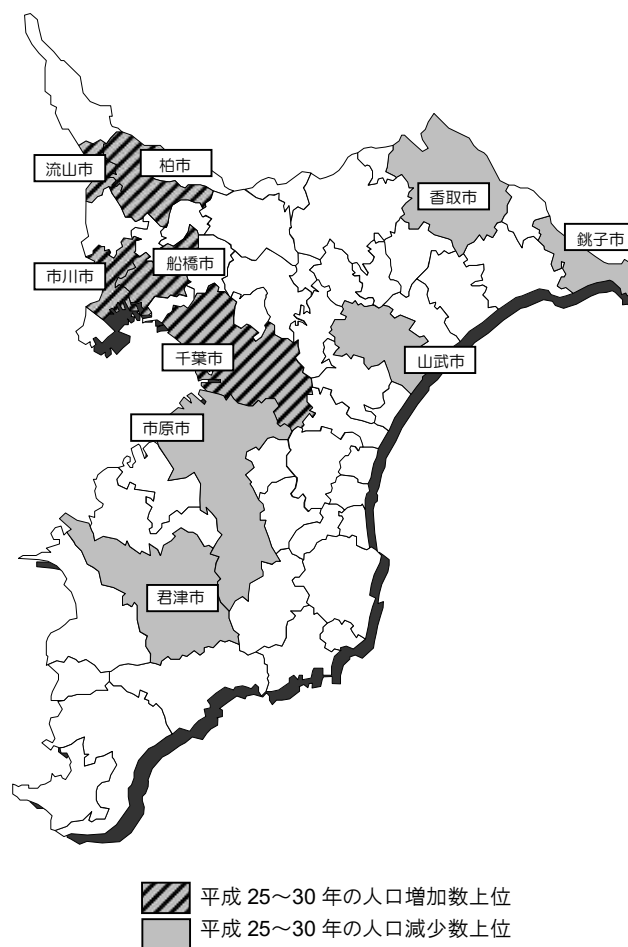 流山市
柏市
香取市
銚子市
市川市
船橋市
千葉市
山武市
市原市
君津市
平成 25～30 年の人口増加数上位
平成 25～30 年の人口減少数上位